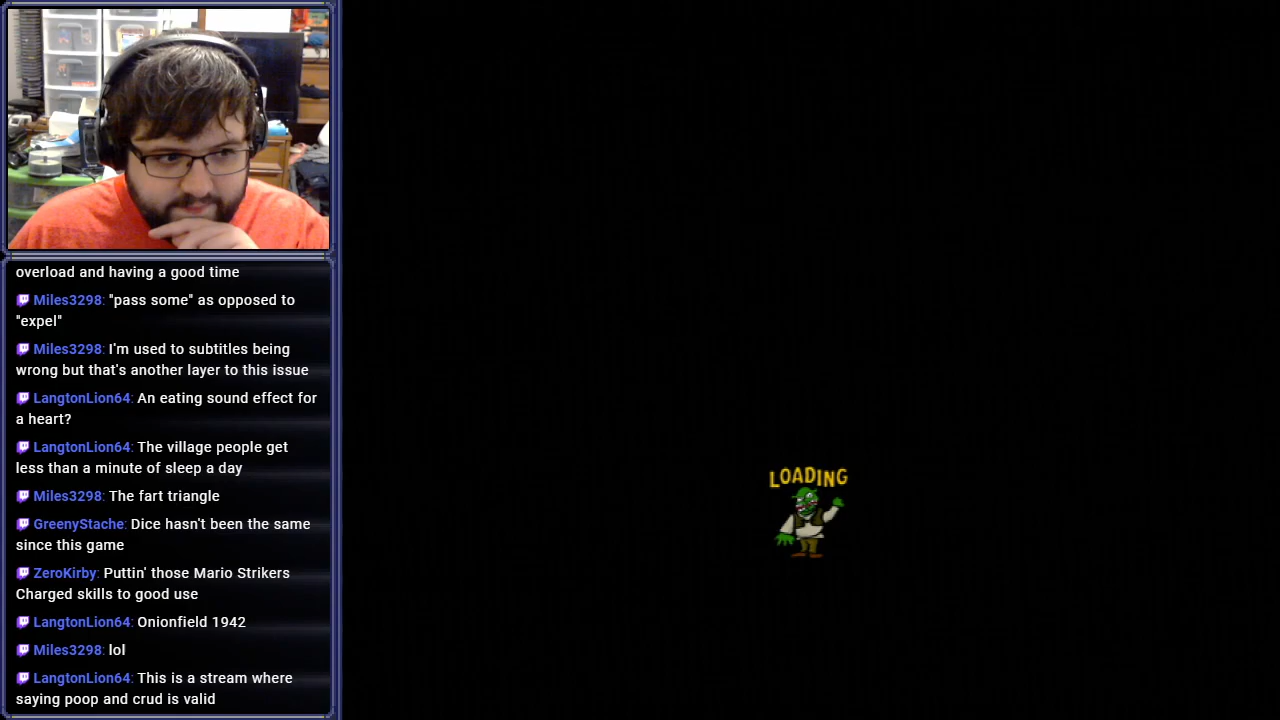 overload and having a good time
Miles3298: "pass some" as opposed to
"expel"
Miles3298: I'm used to subtitles being
wrong but that's another layer to this issue
LangtonLion64: An eating sound effect for
a heart?
LangtonLion64: The village people get
less than a minute of sleep a day
Miles3298: The fart triangle
GreenyStache: Dice hasn't been the same
since this game
ZeroKirby: Puttin' those Mario Strikers
Charged skills to good use
LangtonLion64: Onionfield 1942
Miles3298: lol
LangtonLion64: This is a stream where
saying poop and crud is valid
LOADING